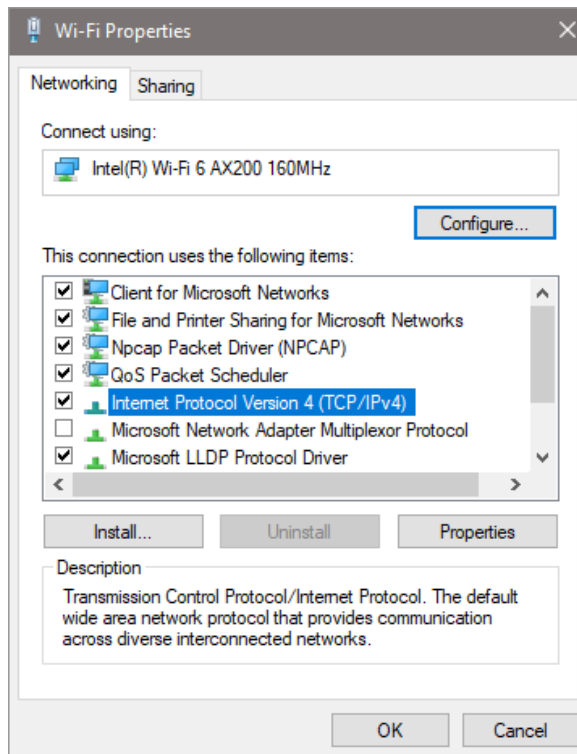 Wi-Fi Properties
Networking
Sharing
Connect using:
Intel(R) Wi-Fi 6 AX200 160MHz
Configure...
This connection uses the following items:
Client for Microsoft Networks
File and Printer Sharing for Microsoft Networks
Npcap Packet Driver (NPCAP)
QoS Packet Scheduler
Internet Protocol Version 4 (TCP/IPv4)
Microsoft Network Adapter Multiplexor Protocol
Microsoft LLDP Protocol Driver
Install...
Uninstall
Properties
Description
Transmission Control Protocol/Internet Protocol. The default
wide area network protocol that provides communication
across diverse interconnected networks.
OK
Cancel